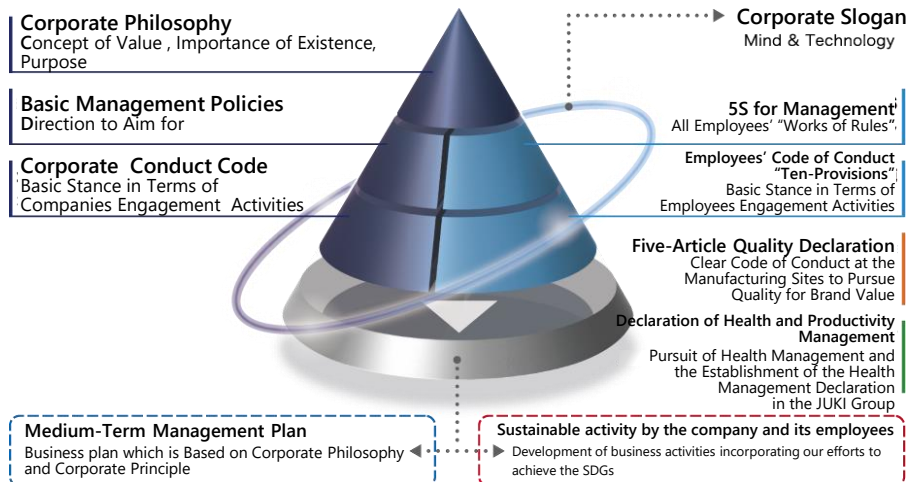 Corporate Philosophy
Concept of Value , Importance of Existence,
Purpose
Basic Management Policies
Direction to Aim for
Corporate Conduct Code
Basic Stance in Terms of
Companies Engagement Activities
Corporate Slogan
Mind & Technology
5S for Management
All Employees' "Works of Rules"
Employees' Code of Conduct
"Ten-Provisions"
Basic Stance in Terms of
Employees Engagement Activities
Five-Article Quality Declaration
Clear Code of Conduct at the
Manufacturing Sites to Pursue
Quality for Brand Value
Declaration of Health and Productivity
Management
Pursuit of Health Management and
the Establishment of the Health
Management Declaration
in the JUKI Group
Medium-Term Management Plan
Business plan which is Based on Corporate Philosophy
and Corporate Principle
Sustainable activity by the company and its employees
Development of business activities incorporating our efforts to
achieve the SDGs